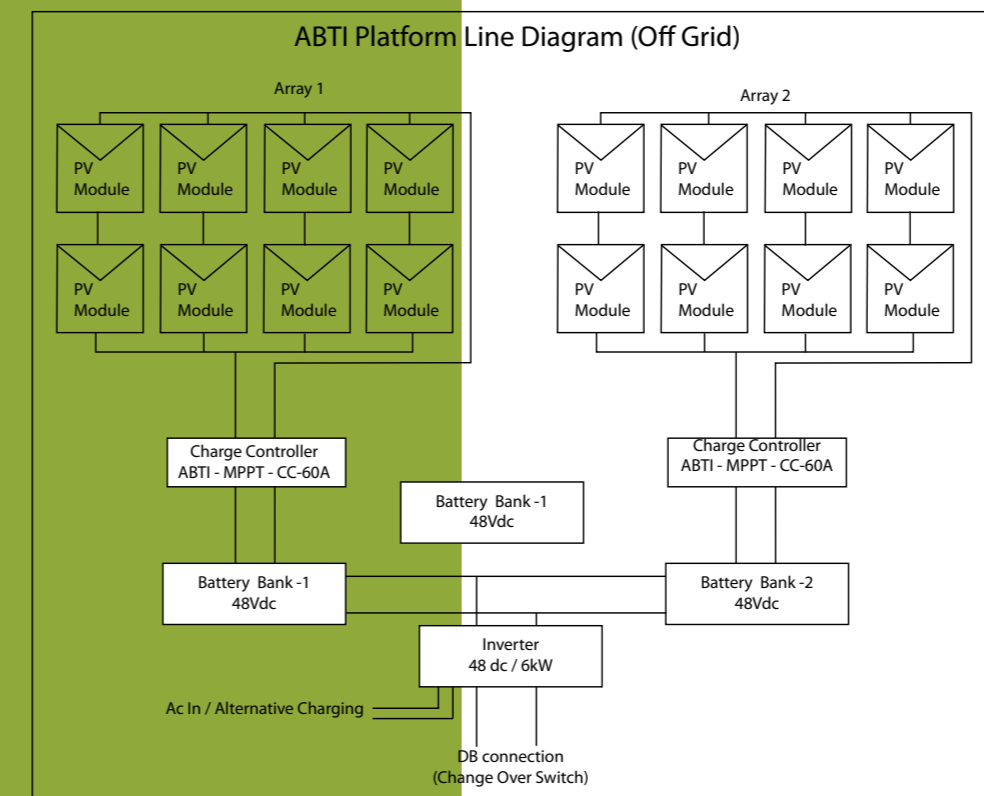 ABTI Platform Line Diagram (Off Grid)
Array 1
Array 2
PV
Module
PV
Module
PV
Module
PV
Module
PV
Module
PV
Module
PV
Module
PV
Module
PV
Module
PV
Module
PV
Module
PV
Module
PV
Module
PV
Module
PV
Module
PV
Module
Charge Controller
ABTI - MPPT - CC-60A
Charge Controller
ABTI - MPPT - CC-60A
Battery Bank -1
48Vdc
Battery Bank -1
48Vdc
Battery Bank -2
48Vdc
Inverter
48 dc / 6kW
Ac In / Alternative Charging
DB connection
(Change Over Switch)